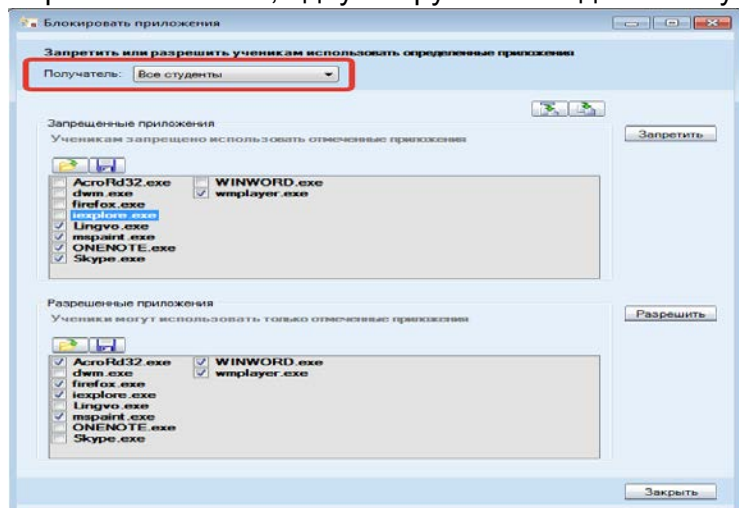 Блокировать приложения
Запретить или разрешить ученикам использовать определенные приложения
Получатель: Все студенты
Запрещенные приложения
Ученикам запрещено использовать отмеченные приложения
Запретить
AcroRd32.exe WINWORD.exe
dwm.exe wmplayer.exe
firefox.exe
iexplore.exe
Lingvo.exe
mspaint.exe
ONENOTE.exe
Skype.exe
Разрешенные приложения
Ученики могут использовать только отмеченные приложения
Разрешить
AcroRd32.exe WINWORD.exe
dwm.exe wmplayer.exe
firefox.exe
iexplore.exe
Lingvo.exe
mspaint.exe
ONENOTE.exe
Skype.exe
Закрыть